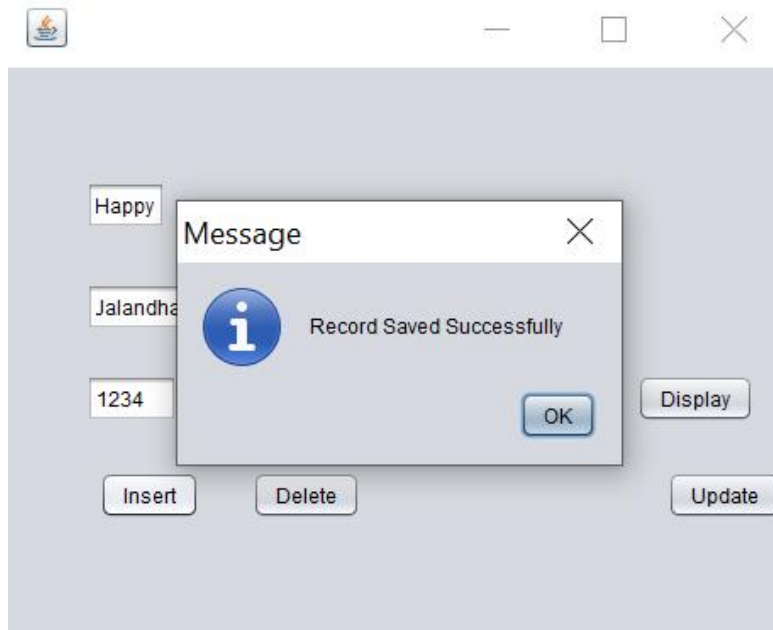 Happy
Message
Jalandha
Record Saved Successfully
1234
OK
Display
Insert
Delete
Update